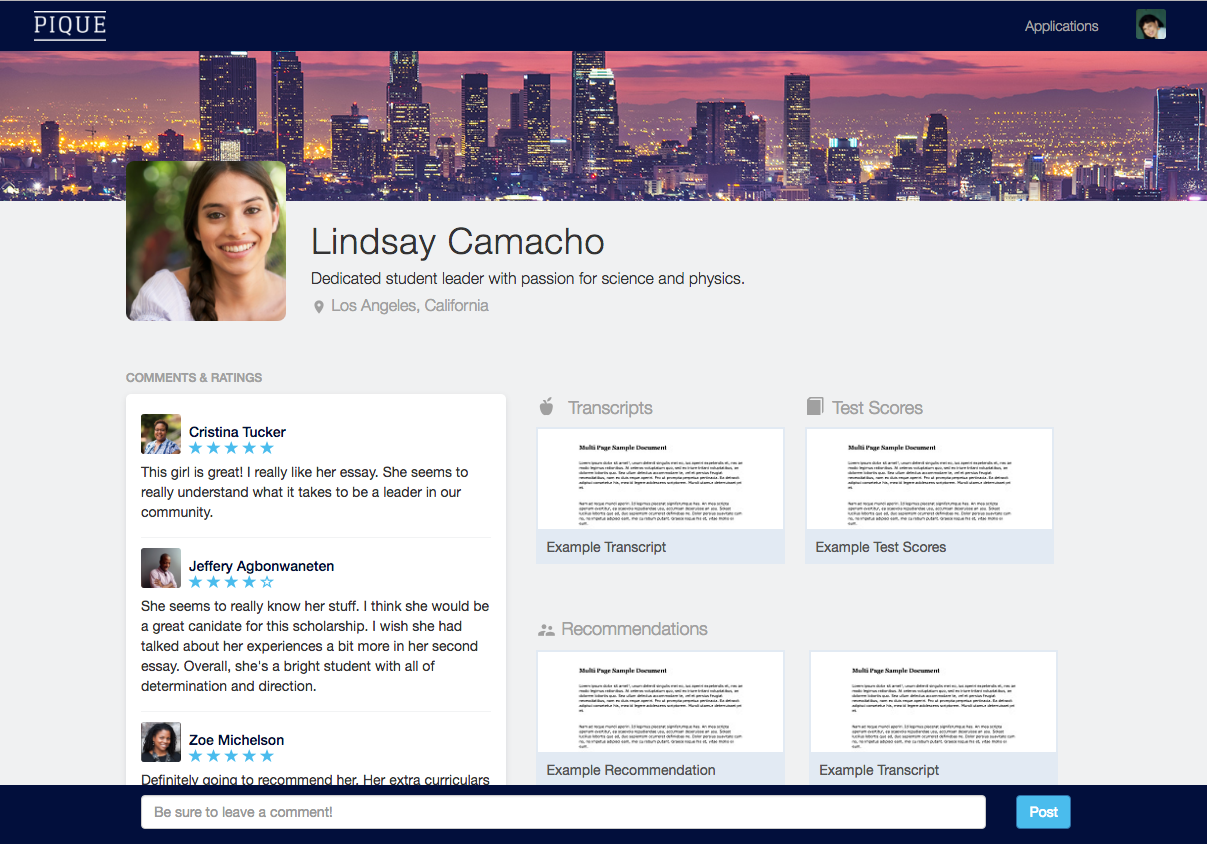 PIQUE
Applications
Lindsay Camacho
Dedicated student leader with passion for science and physics.
Los Angeles, California
COMMENTS & RATINGS
Cristina Tucker
This girl is great! I really like her essay. She seems to
really understand what it takes to be a leader in our
community.
Jeffery Agbonwaneten
She seems to really know her stuff. I think she would be
a great canidate for this scholarship. I wish she had
talked about her experiences a bit more in her second
essay. Overall, she's a bright student with all of
determination and direction.
Zoe Michelson
Definitely going to recommend her. Her extra curriculars
Transcripts
Multi Page Sample Document
Example Transcript
Test Scores
Multi Page Sample Document
Example Test Scores
Recommendations
Multi Page Sample Document
Example Recommendation
Multi Page Sample Document
Example Transcript
Be sure to leave a comment!
Post